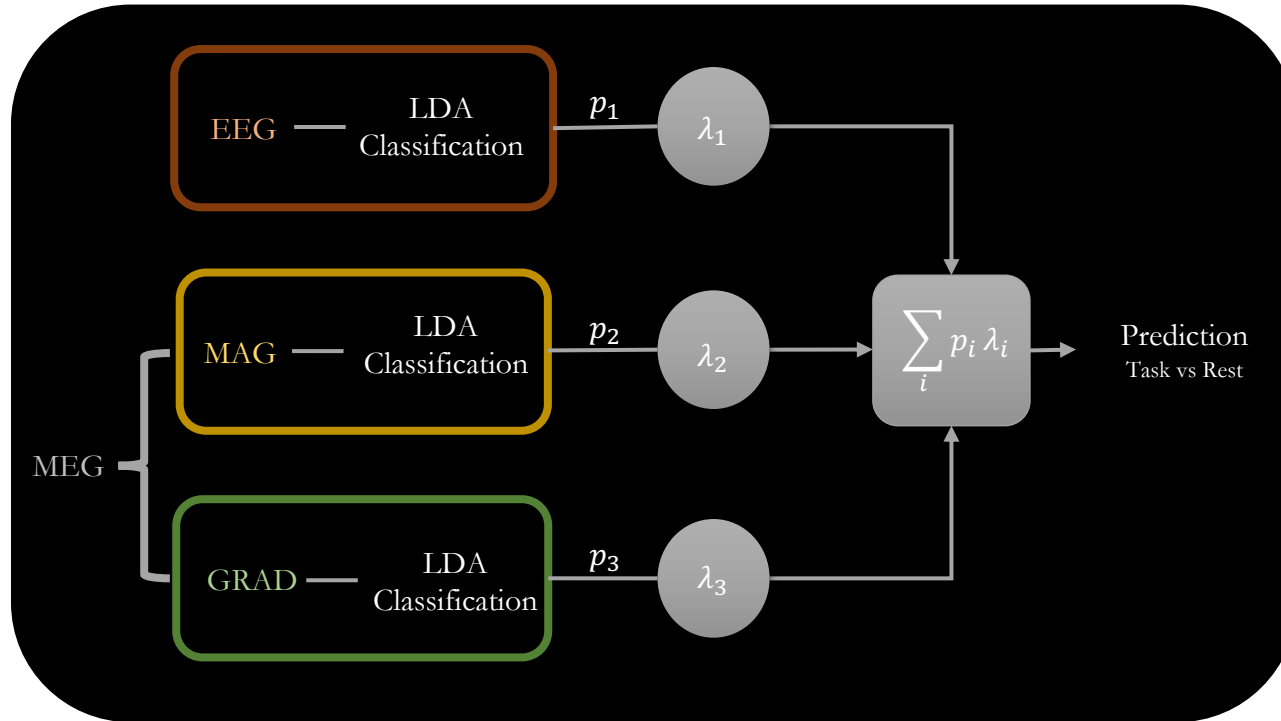 EEG
LDA
Classification
p₁
λ₁
MAG
LDA
Classification
p₂
λ₂
∑ pᵢ λᵢ
i
Prediction
Task vs Rest
MEG
GRAD
LDA
Classification
p₃
λ₃